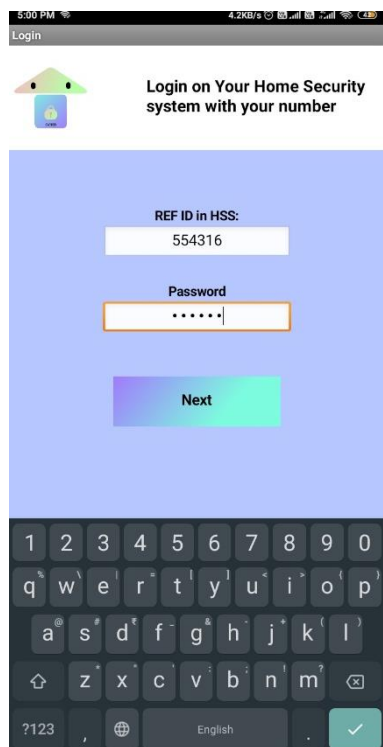 5:00 PM 4.2KB/s
Login
Login on Your Home Security
system with your number
REF ID in HSS:
554316
Password
••••••
Next
1 2 3 4 5 6 7 8 9 0
q w e r t y u i o p
a s d f g h j k l
z x c v b n m
?123 , English .